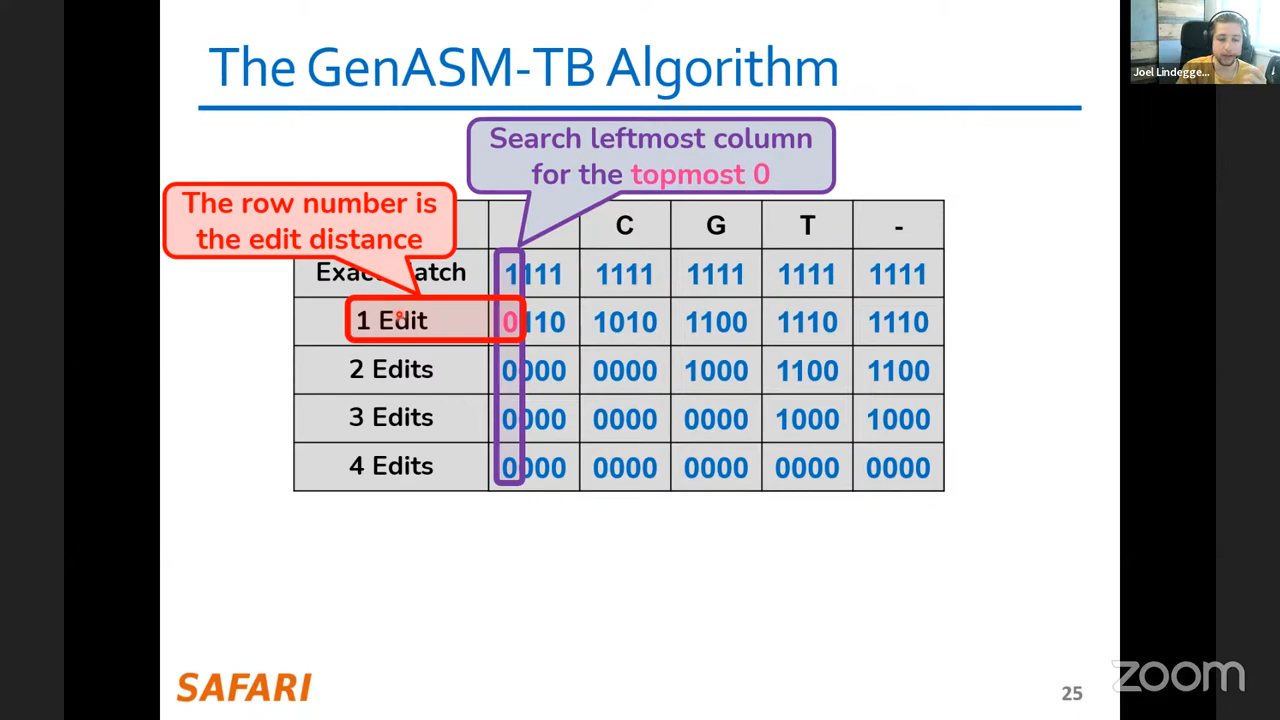 The GenASM-TB Algorithm
Joel Lindegge...
Search leftmost column
for the topmost 0
The row number is
the edit distance
C G T -
1111 1111 1111 1111 1111
1 Edit 0110 1010 1100 1110 1110
2 Edits 0000 0000 1000 1100 1100
3 Edits 0000 0000 0000 1000 1000
4 Edits 0000 0000 0000 0000 0000
SAFARI
25
zoom